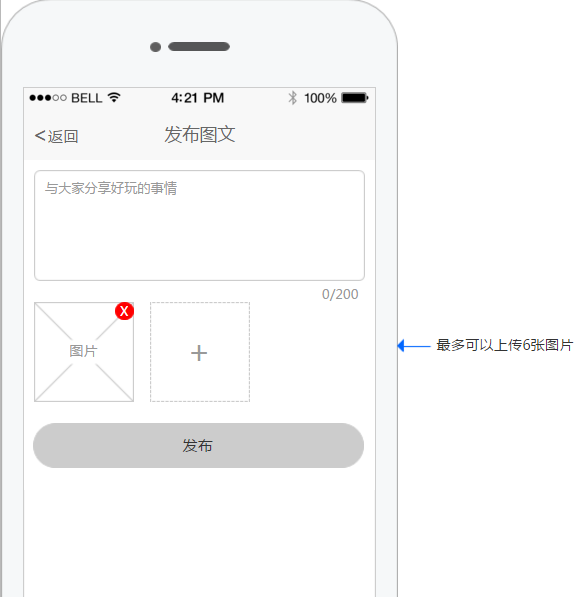 ●●●○○ BELL 4:21 PM 100%
<返回 发布图文
与大家分享好玩的事情
0/200
图片 X +
最多可以上传6张图片
发布